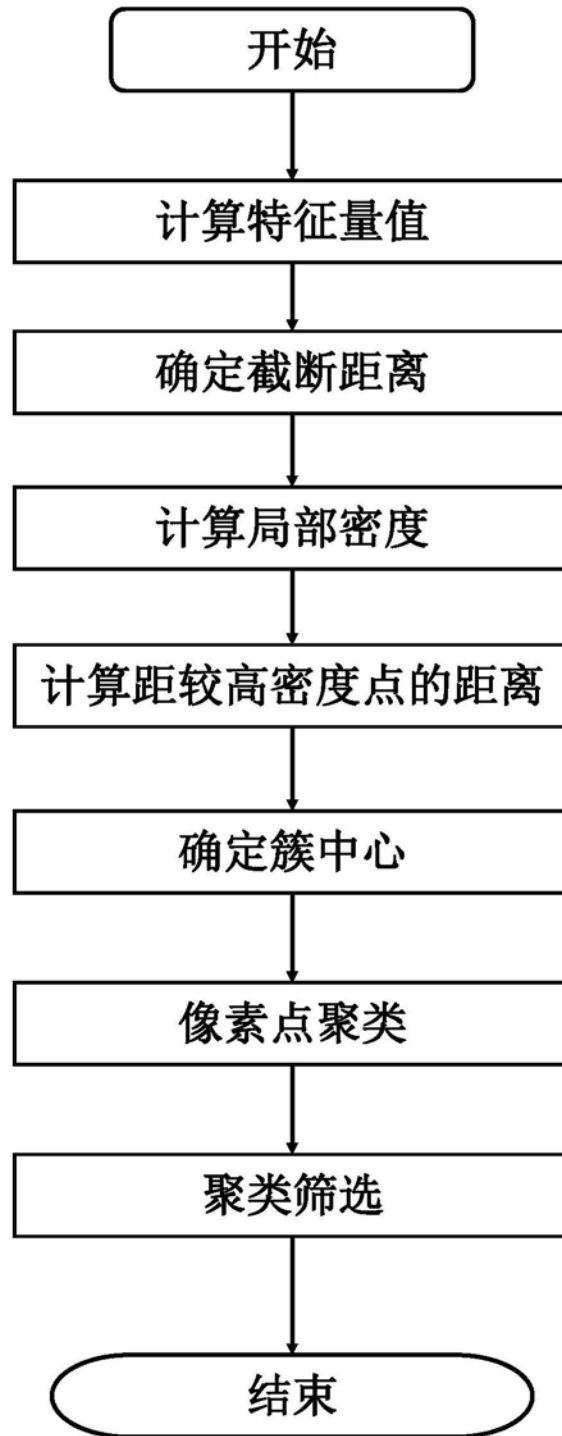 开始
计算特征量值
确定截断距离
计算局部密度
计算距较高密度点的距离
确定簇中心
像素点聚类
聚类筛选
结束